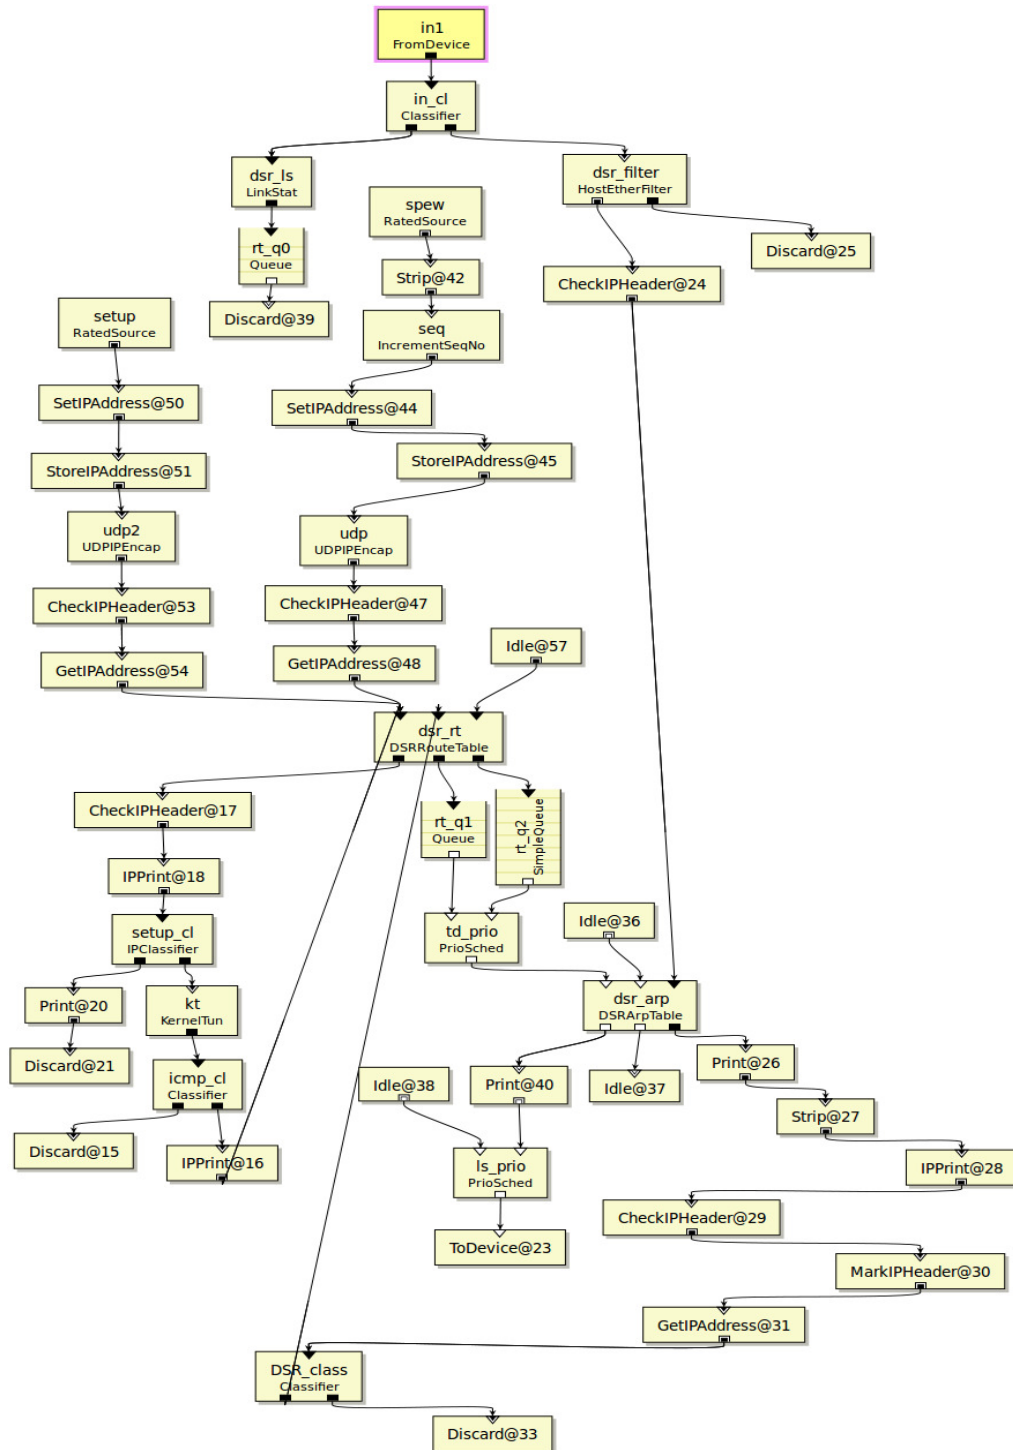 in1
FromDevice
in_cl
Classifier
dsr_ls
LinkStat
dsr_filter
HostEtherFilter
spew
RatedSource
rt_q0
Queue
Discard@25
Strip@42
CheckIPHeader@24
setup
RatedSource
Discard@39
seq
IncrementSeqNo
SetIPAddress@50
SetIPAddress@44
StoreIPAddress@51
StoreIPAddress@45
udp2
UDPIPEncap
udp
UDPIPEncap
CheckIPHeader@53
CheckIPHeader@47
GetIPAddress@54
GetIPAddress@48
Idle@57
dsr_rt
DSRRouteTable
CheckIPHeader@17
rt_q1
Queue
rt_q2
SimpleQueue
IPPrint@18
setup_cl
IPClassifier
td_prio
PrioSched
Idle@36
Print@20
kt
KernelTun
dsr_arp
DSRArpTable
Discard@21
icmp_cl
Classifier
Idle@38
Print@40
Idle@37
Print@26
Strip@27
Discard@15
IPPrint@16
ls_prio
PrioSched
IPPrint@28
CheckIPHeader@29
ToDevice@23
MarkIPHeader@30
GetIPAddress@31
DSR_class
Classifier
Discard@33